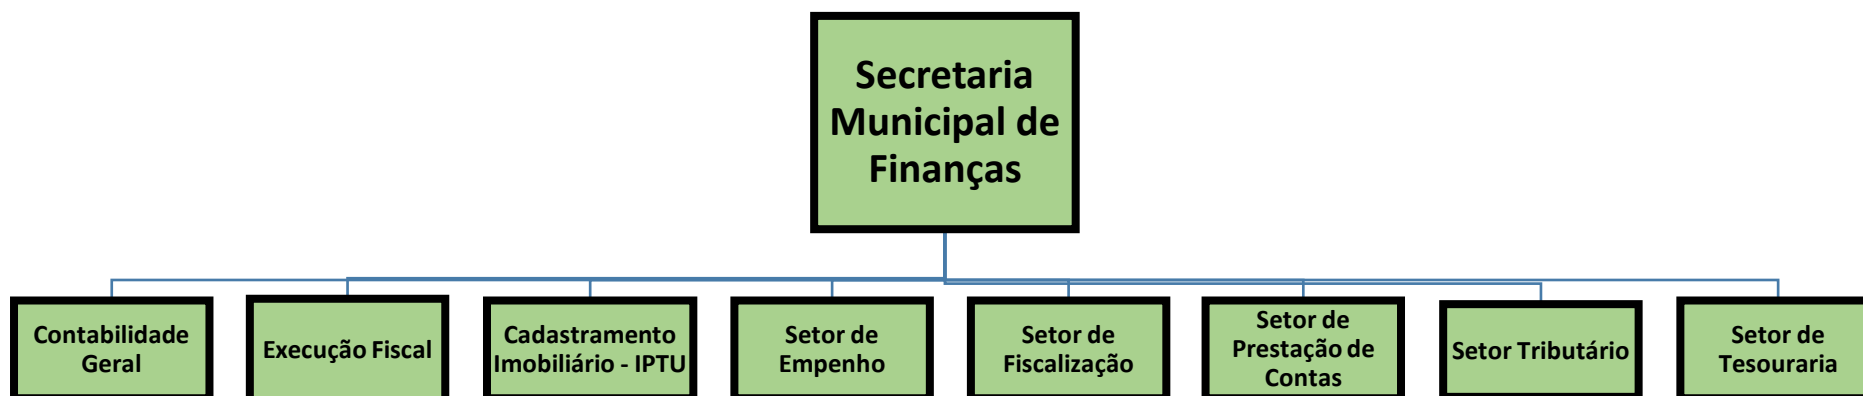 Secretaria
Municipal de
Finanças
Contabilidade
Geral
Execução Fiscal
Cadastramento
Imobiliário - IPTU
Setor de
Empenho
Setor de
Fiscalização
Setor de
Prestação de
Contas
Setor Tributário
Setor de
Tesouraria